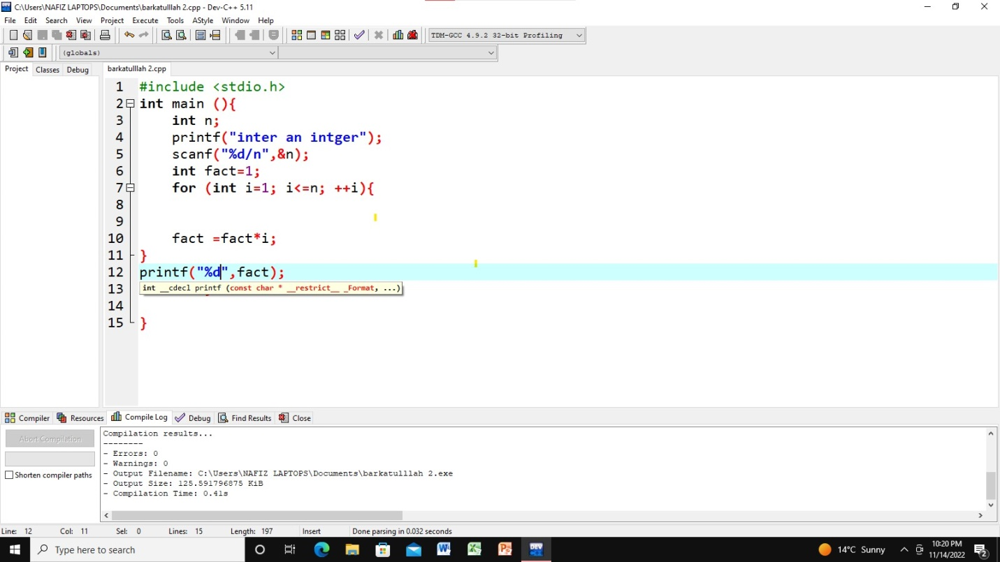 C:\Users\NAFIZ LAPTOPS\Documents\barkatulllah 2.cpp - Dev-C++ 5.11
File Edit Search View Project Execute Tools AStyle Window Help
TDM-GCC 4.9.2 32-bit Profiling
(globals)
Project Classes Debug barkatulllah 2.cpp
1 #include <stdio.h>
2 int main (){
3 int n;
4 printf("inter an intger");
5 scanf("%d/n",&n);
6 int fact=1;
7 for (int i=1; i<=n; ++i){
8
9
10 fact =fact*i;
11 }
12 printf("%d",fact);
13 int __cdecl printf (const char * __restrict__ _Format, ...)
14
15 }
Compiler Resources Compile Log Debug Find Results Close
Abort Compilation
Shorten compiler paths
Compilation results...
--------
- Errors: 0
- Warnings: 0
- Output Filename: C:\Users\NAFIZ LAPTOPS\Documents\barkatulllah 2.exe
- Output Size: 125.591796875 KiB
- Compilation Time: 0.41s
Line: 12 Col: 11 Sel: 0 Lines: 15 Length: 197 Insert Done parsing in 0.032 seconds
Type here to search
DEV
14°C Sunny
10:20 PM
11/14/2022
2